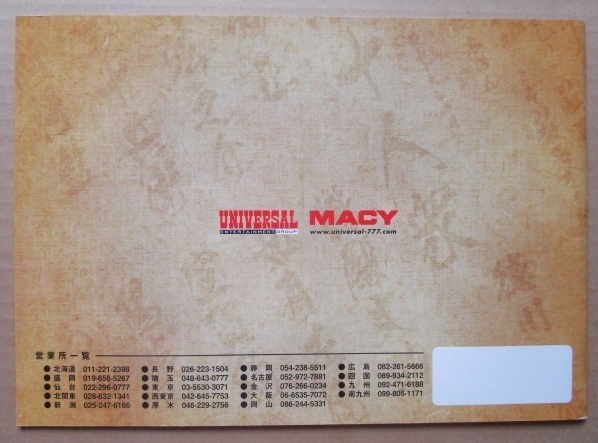 UNIVERSAL
ENTERTAINMENT GROUP
MACY
www.universal-777.com
営業所一覧
●北海道 011-221-2398
●盛岡 019-656-5267
●仙台 022-296-0777
●北関東 028-632-1341
●新潟 025-247-6166
●長野 026-223-1504
●埼玉 048-643-0777
●東京 03-5530-3071
●西東京 042-645-7753
●厚木 046-229-2756
●静岡 054-238-5511
●名古屋 052-972-7881
●金沢 076-266-0234
●大阪 06-6535-7072
●岡山 086-244-5331
●広島 082-261-5666
●四国 089-934-2112
●九州 092-471-6188
●南九州 099-805-1171